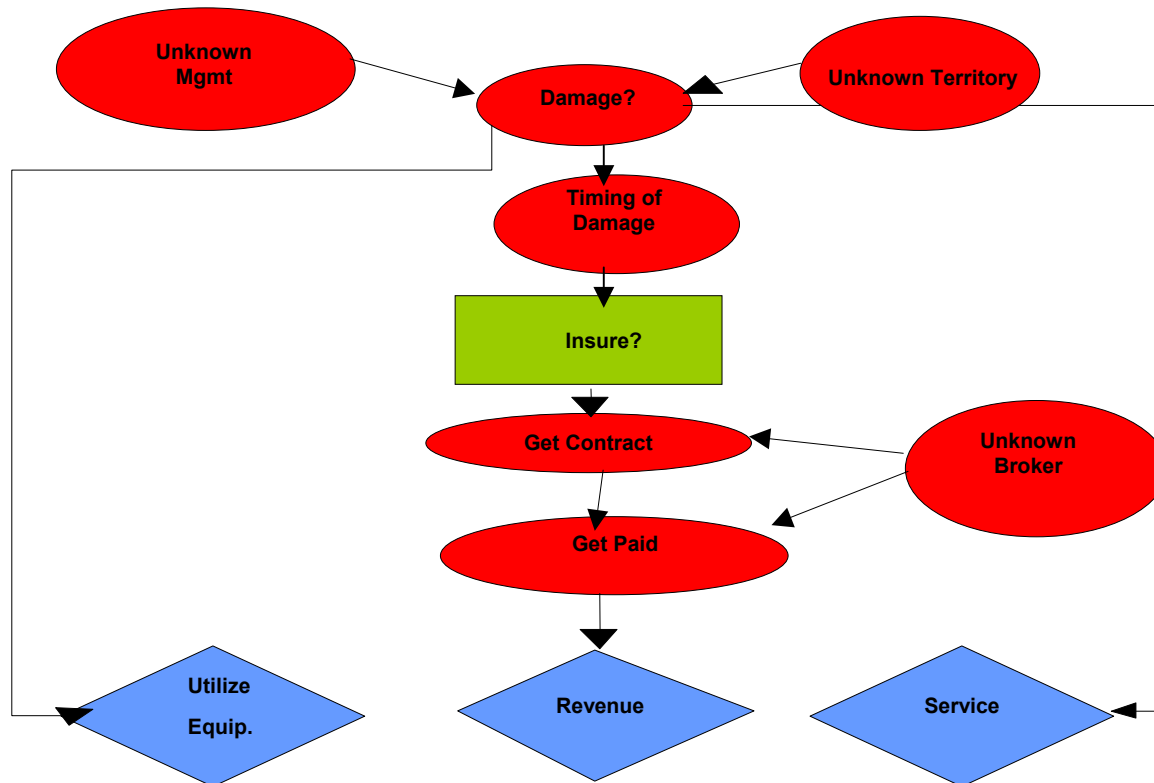 Unknown
Mgmt
Unknown Territory
Damage?
Timing of
Damage
Insure?
Get Contract
Unknown
Broker
Get Paid
Utilize
Equip.
Revenue
Service